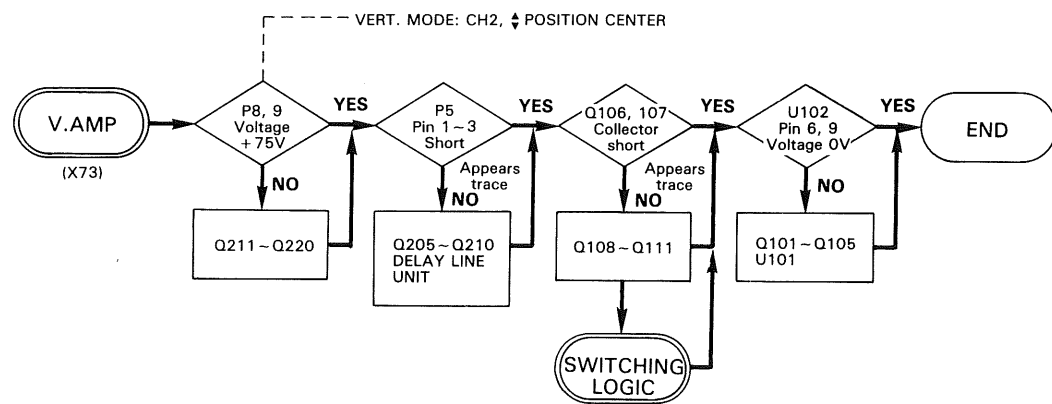 VERT. MODE: CH2, ▲▼ POSITION CENTER
V.AMP
(X73)
P8, 9
Voltage
+75V
YES
NO
Q211~Q220
P5
Pin 1~3
Short
YES
Appears
trace
NO
Q205~Q210
DELAY LINE
UNIT
Q106, 107
Collector
short
YES
Appears
trace
NO
Q108~Q111
SWITCHING
LOGIC
U102
Pin 6, 9
Voltage 0V
YES
NO
Q101~Q105
U101
END